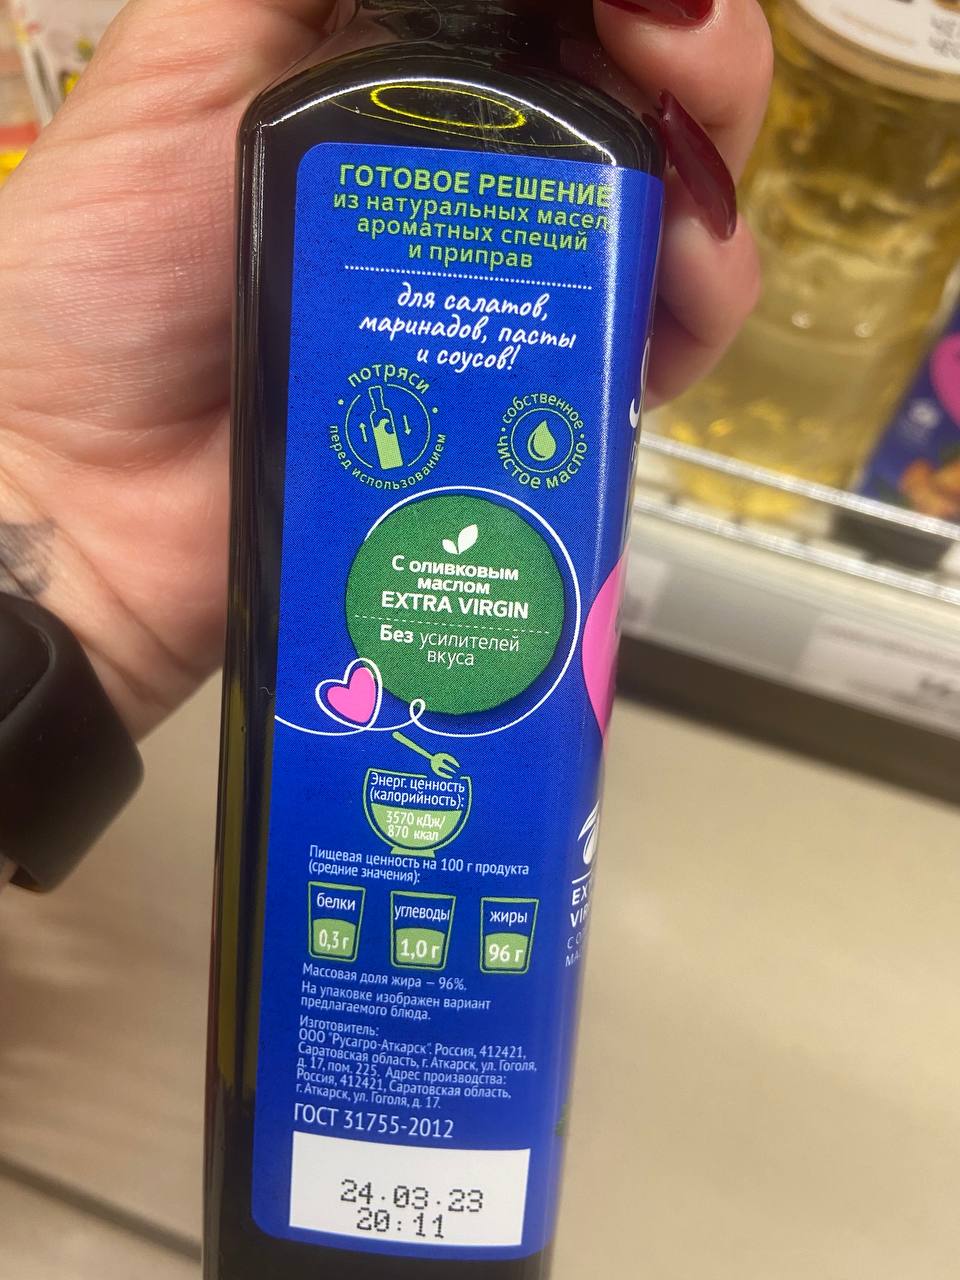 ГОТОВОЕ РЕШЕНИЕ
из натуральных масел,
ароматных специй
и приправ
для салатов,
маринадов, пасты
и соусов!
ПОТРЯСИ
перед использованием
собственное
ЧИСТОЕ МАСЛО
С ОЛИВКОВЫМ
МАСЛОМ
EXTRA VIRGIN
Без усилителей
вкуса
Энерг. ценность
(калорийность):
3570 кДж/
870 ккал
Пищевая ценность на 100 г продукта
(средние значения):
белки
углеводы
жиры
0,3 г
1,0 г
96 г
Массовая доля жира – 96%.
На упаковке изображен вариант
предлагаемого блюда.
Изготовитель:
ООО "Русагро-Аткарск". Россия, 412421,
Саратовская область, г. Аткарск, ул. Гоголя,
д. 17, пом. 225. Адрес производства:
Россия, 412421, Саратовская область,
г. Аткарск, ул. Гоголя, д. 17.
ГОСТ 31755-2012
24.03.23
20:11